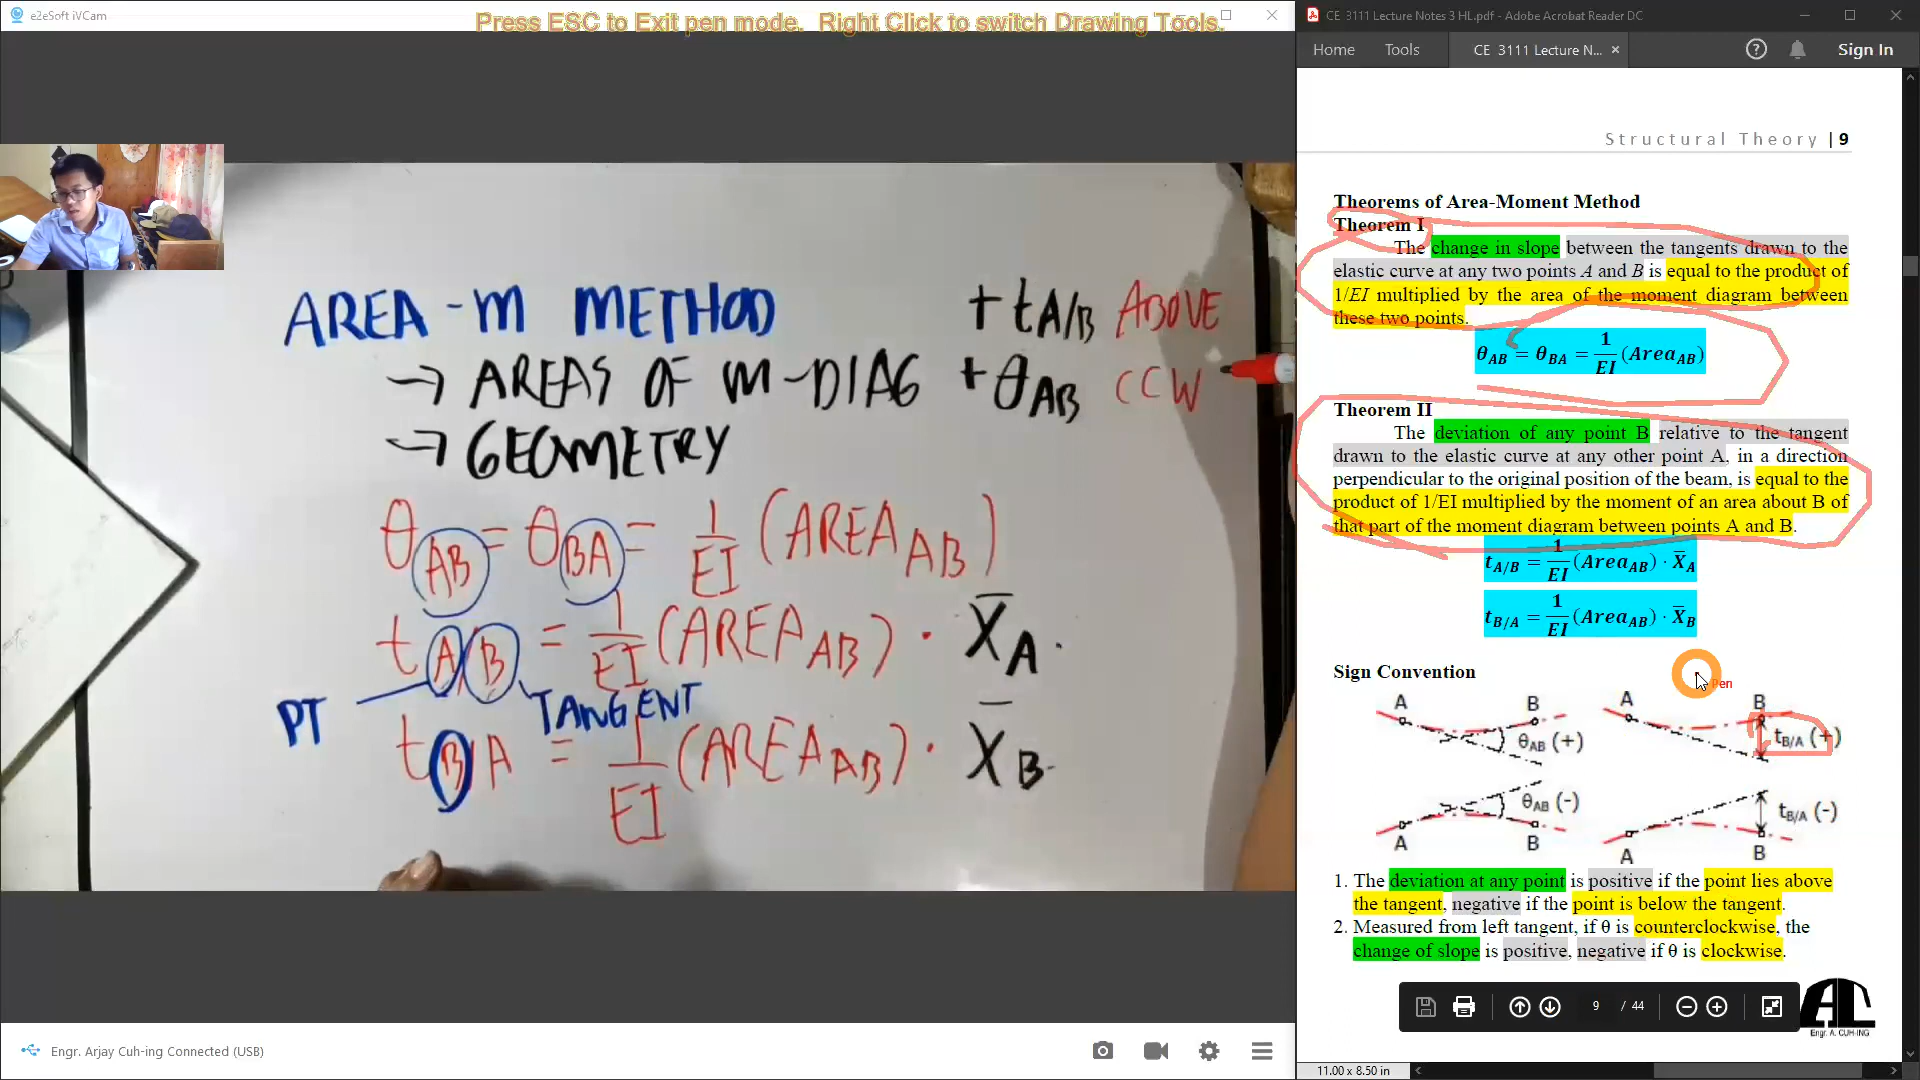 e2eSoft iVCam
Press ESC to Exit pen mode. Right Click to switch Drawing Tools.
AREA-M METHOD
→ AREAS OF M-DIAG
→ GEOMETRY
+tA/B ABOVE
+θAB CCW
θAB = θBA = 1/EI (AREA AB)
tA/B = 1/EI (AREA AB) · X̄A.
PT TANGENT
tB/A = 1/EI (AREA AB) · X̄B
Engr. Arjay Cuh-ing Connected (USB)
CE 3111 Lecture Notes 3 HL.pdf - Adobe Acrobat Reader DC
Home Tools CE 3111 Lecture N... × Sign In
Structural Theory | 9
Theorems of Area-Moment Method
Theorem I
The change in slope between the tangents drawn to the
elastic curve at any two points A and B is equal to the product of
1/EI multiplied by the area of the moment diagram between
these two points.
θAB = θBA = 1/EI (AreaAB)
Theorem II
The deviation of any point B relative to the tangent
drawn to the elastic curve at any other point A, in a direction
perpendicular to the original position of the beam, is equal to the
product of 1/EI multiplied by the moment of an area about B of
that part of the moment diagram between points A and B.
tA/B = 1/EI (AreaAB) · X̄A
tB/A = 1/EI (AreaAB) · X̄B
Sign Convention
Pen
A B A B
θAB (+) tB/A (+)
θAB (-) tB/A (-)
A B A B
1. The deviation at any point is positive if the point lies above
the tangent, negative if the point is below the tangent.
2. Measured from left tangent, if θ is counterclockwise, the
change of slope is positive, negative if θ is clockwise.
9 / 44
Engr. A. CUH-ING
11.00 x 8.50 in